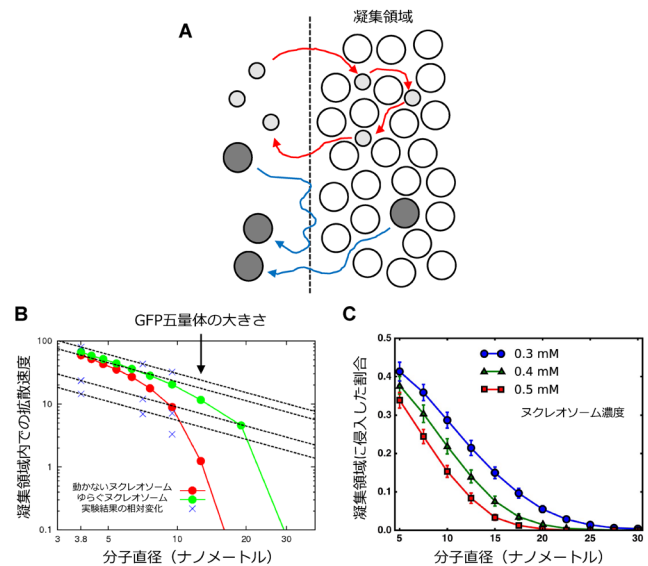 凝集領域
A
B
GFP五量体の大きさ
凝集領域内での拡散速度
100
10
1
0.1
動かないヌクレオソーム
ゆらぐヌクレオソーム
実験結果の相対変化
3
3.8
5
10
20
30
分子直径（ナノメートル）
C
凝集領域に侵入した割合
0.5
0.4
0.3
0.2
0.1
0.0
0.3 mM
0.4 mM
0.5 mM
ヌクレオソーム濃度
5
10
15
20
25
30
分子直径（ナノメートル）